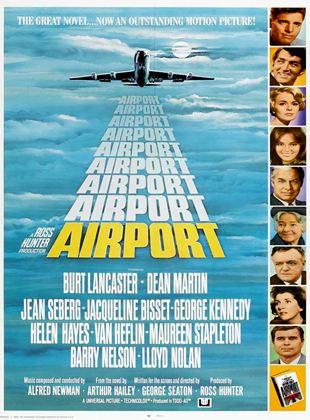 THE GREAT NOVEL....NOW AN OUTSTANDING MOTION PICTURE!
AIRPORT
AIRPORT
AIRPORT
AIRPORT
AIRPORT
AIRPORT
AIRPORT
AIRPORT
A ROSS
HUNTER
PRODUCTION
AIRPORT
BURT LANCASTER · DEAN MARTIN
JEAN SEBERG · JACQUELINE BISSET · GEORGE KENNEDY
HELEN HAYES · VAN HEFLIN · MAUREEN STAPLETON
BARRY NELSON · LLOYD NOLAN
Music composed and conducted by
ALFRED NEWMAN
From the novel by
ARTHUR HAILEY
Written for the screen and directed by
GEORGE SEATON
Produced by
ROSS HUNTER
A UNIVERSAL PICTURE
TECHNICOLOR®
Produced in TODD-AO®
AIRPORT